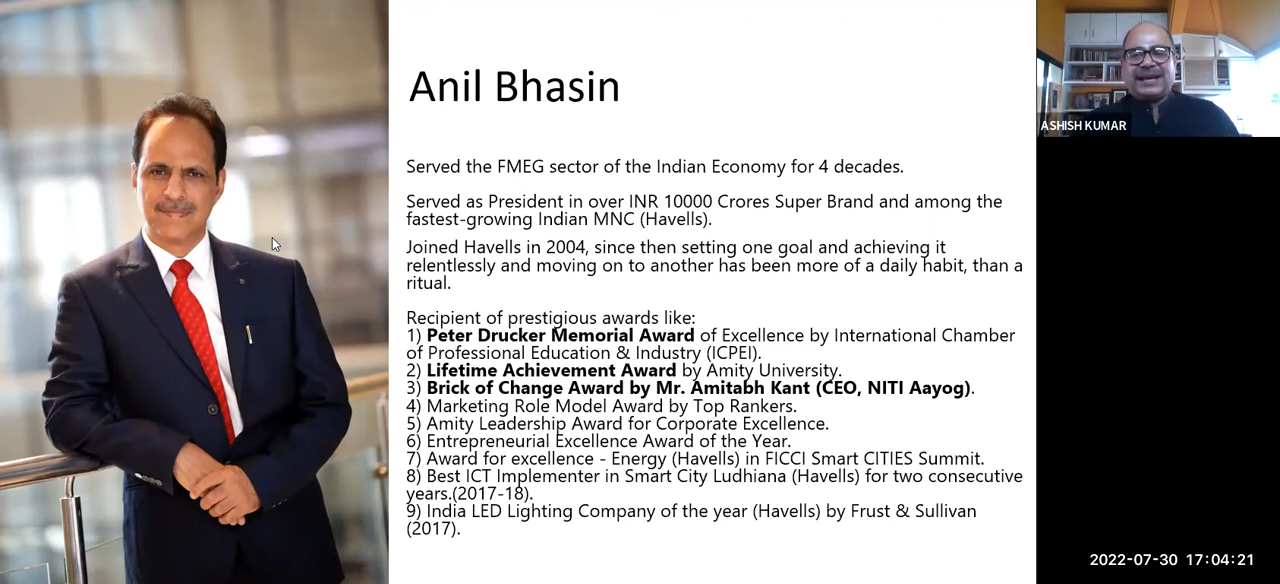 Anil Bhasin
Served the FMEG sector of the Indian Economy for 4 decades.
Served as President in over INR 10000 Crores Super Brand and among the
fastest-growing Indian MNC (Havells).
Joined Havells in 2004, since then setting one goal and achieving it
relentlessly and moving on to another has been more of a daily habit, than a
ritual.
Recipient of prestigious awards like:
1) Peter Drucker Memorial Award of Excellence by International Chamber
of Professional Education & Industry (ICPEI).
2) Lifetime Achievement Award by Amity University.
3) Brick of Change Award by Mr. Amitabh Kant (CEO, NITI Aayog).
4) Marketing Role Model Award by Top Rankers.
5) Amity Leadership Award for Corporate Excellence.
6) Entrepreneurial Excellence Award of the Year.
7) Award for excellence - Energy (Havells) in FICCI Smart CITIES Summit.
8) Best ICT Implementer in Smart City Ludhiana (Havells) for two consecutive
years.(2017-18).
9) India LED Lighting Company of the year (Havells) by Frust & Sullivan
(2017).
ASHISH KUMAR
2022-07-30 17:04:21